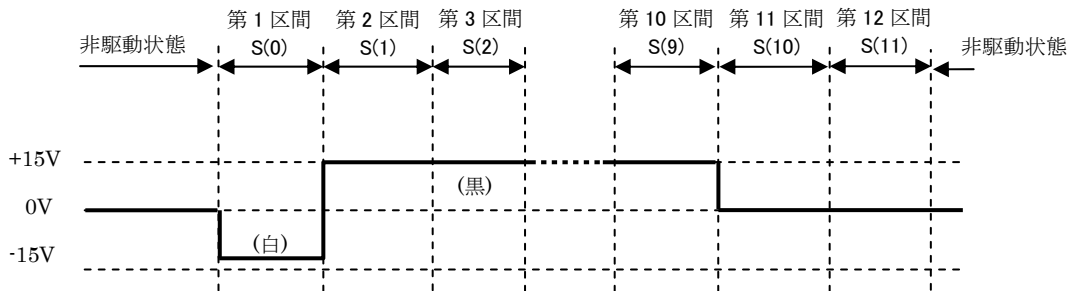 第 1 区間 第 2 区間 第 3 区間 第 10 区間 第 11 区間 第 12 区間
非駆動状態 S(0) S(1) S(2) S(9) S(10) S(11) 非駆動状態
+15V
(黒)
0V
(白)
-15V